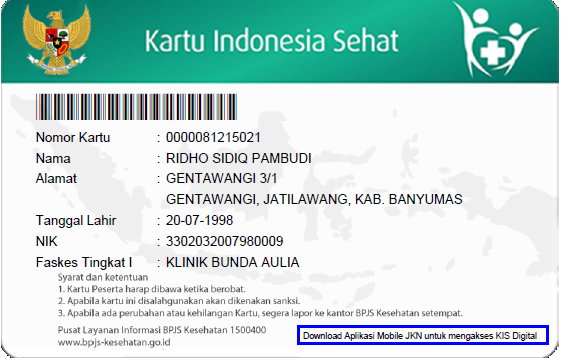 Kartu Indonesia Sehat
Nomor Kartu : 0000081215021
Nama : RIDHO SIDIQ PAMBUDI
Alamat : GENTAWANGI 3/1
GENTAWANGI, JATILAWANG, KAB. BANYUMAS
Tanggal Lahir : 20-07-1998
NIK : 3302032007980009
Faskes Tingkat I : KLINIK BUNDA AULIA
Syarat dan ketentuan
1. Kartu Peserta harap dibawa ketika berobat.
2. Apabila kartu ini disalahgunakan akan dikenakan sanksi.
3. Apabila ada perubahan atau kehilangan Kartu, segera lapor ke kantor BPJS Kesehatan setempat.
Pusat Layanan Informasi BPJS Kesehatan 1500400
www.bpjs-kesehatan.go.id
Download Aplikasi Mobile JKN untuk mengakses KIS Digital